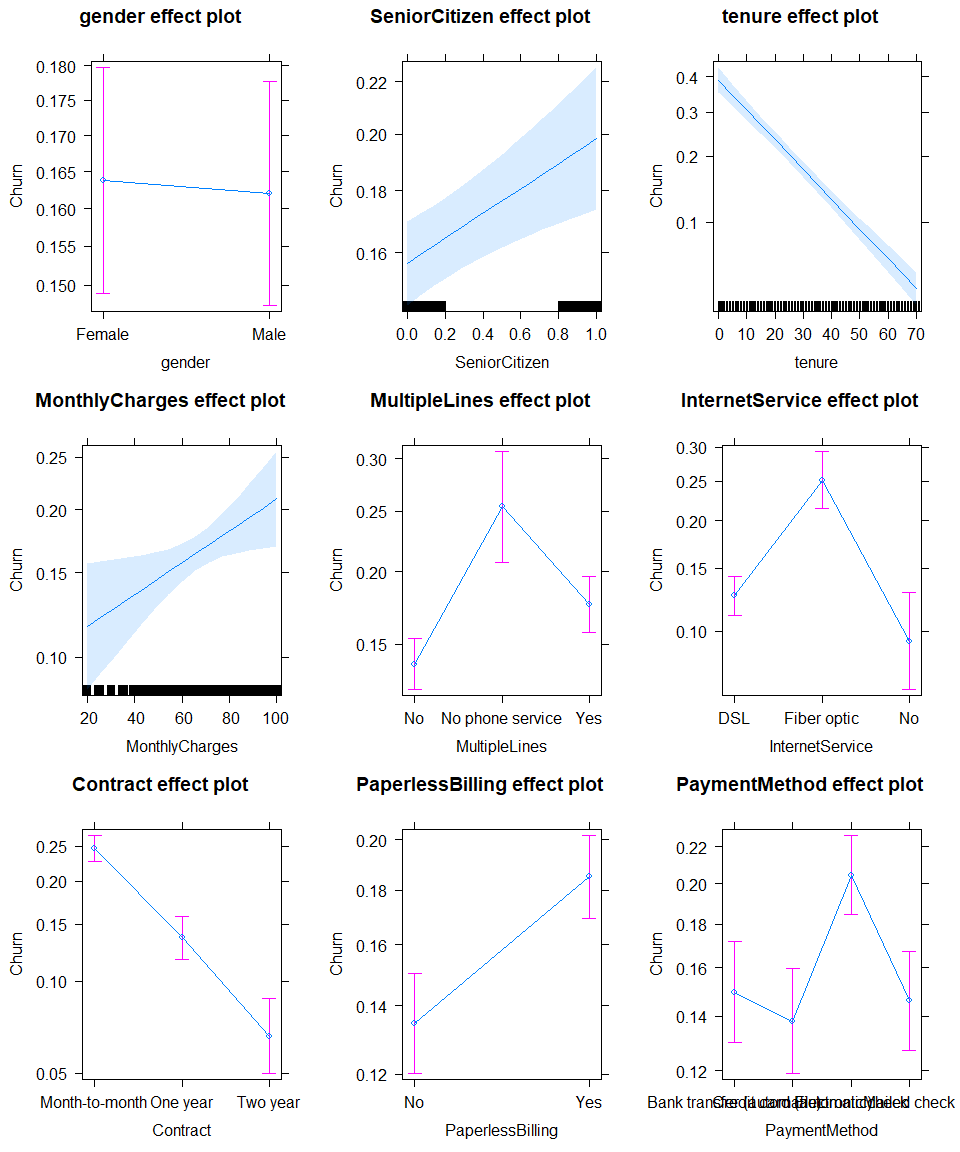 gender effect plot
Churn
0.180
0.175
0.170
0.165
0.160
0.155
0.150
Female Male
gender
SeniorCitizen effect plot
Churn
0.22
0.20
0.18
0.16
0.0 0.2 0.4 0.6 0.8 1.0
SeniorCitizen
tenure effect plot
Churn
0.4
0.3
0.2
0.1
0 10 20 30 40 50 60 70
tenure
MonthlyCharges effect plot
Churn
0.25
0.20
0.15
0.10
20 40 60 80 100
MonthlyCharges
MultipleLines effect plot
Churn
0.30
0.25
0.20
0.15
No No phone service Yes
MultipleLines
InternetService effect plot
Churn
0.30
0.25
0.20
0.15
0.10
DSL Fiber optic No
InternetService
Contract effect plot
Churn
0.25
0.20
0.15
0.10
0.05
Month-to-month One year Two year
Contract
PaperlessBilling effect plot
Churn
0.20
0.18
0.16
0.14
0.12
No Yes
PaperlessBilling
PaymentMethod effect plot
Churn
0.22
0.20
0.18
0.16
0.14
0.12
Bank check
PaymentMethod